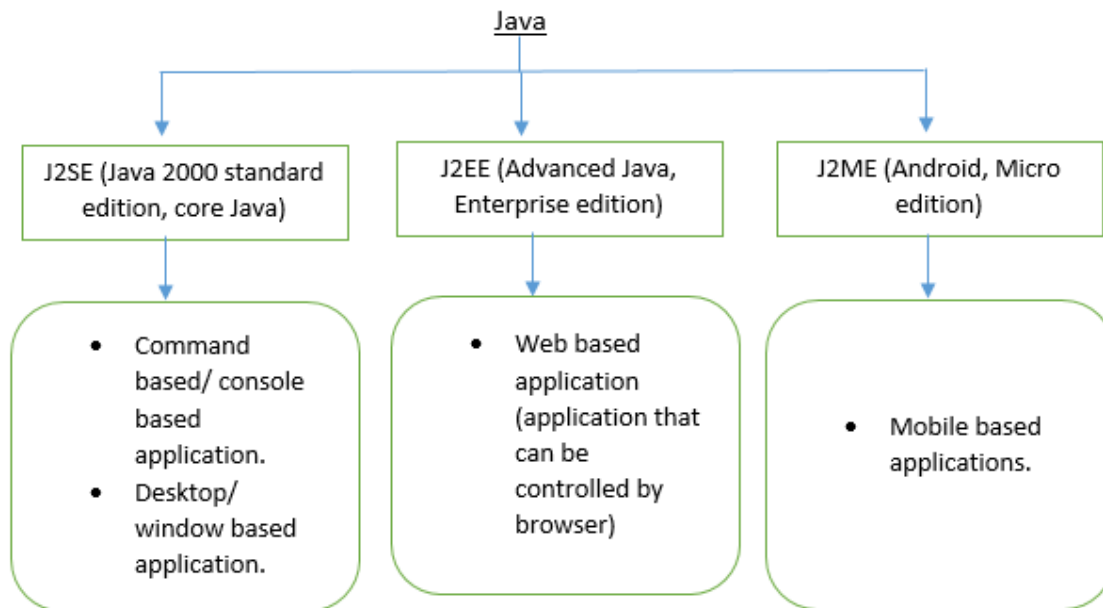 Java
J2SE (Java 2000 standard
edition, core Java)
J2EE (Advanced Java,
Enterprise edition)
J2ME (Android, Micro
edition)
• Command
based/ console
based
application.
• Desktop/
window based
application.
• Web based
application
(application that
can be
controlled by
browser)
• Mobile based
applications.